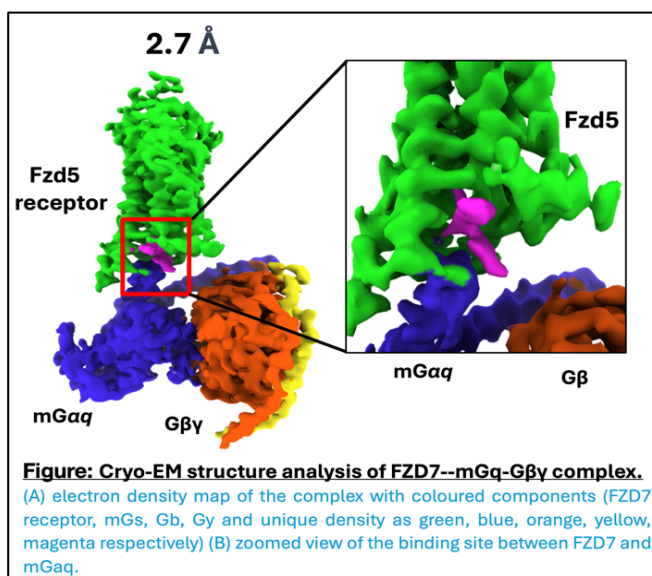 2.7 Å
Fzd5
receptor
Fzd5
mGαq
Gβγ
mGαq
Gβ
Figure: Cryo-EM structure analysis of FZD7--mGq-Gβγ complex.
(A) electron density map of the complex with coloured components (FZD7
receptor, mGs, Gb, Gy and unique density as green, blue, orange, yellow,
magenta respectively) (B) zoomed view of the binding site between FZD7 and
mGaq.